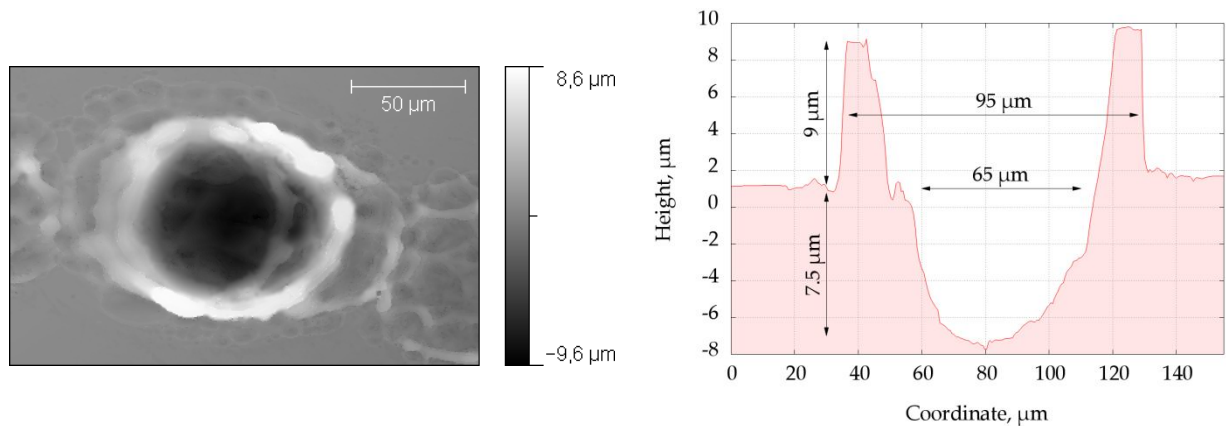 8,6 µm
50 µm
−9,6 µm
10
8
6
4
2
0
-2
-4
-6
-8
Height, µm
9 µm
95 µm
65 µm
7.5 µm
0 20 40 60 80 100 120 140
Coordinate, µm